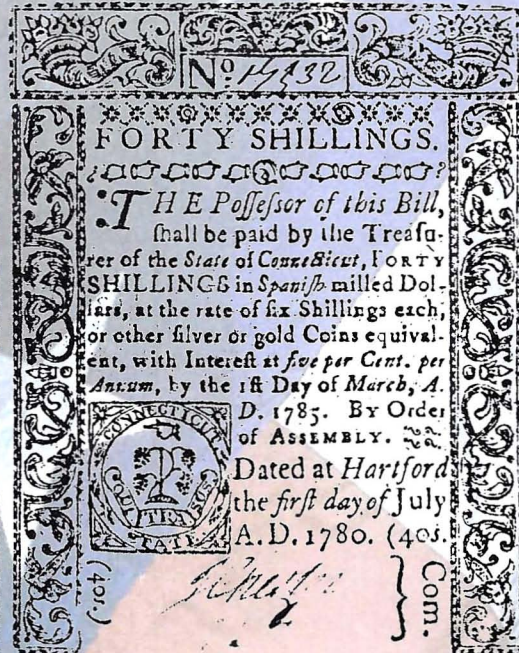 No.
FORTY SHILLINGS.
THE Poſſeſſor of this Bill,
ſhall be paid by the Treaſu-
rer of the State of Connecticut, FORTY
SHILLINGS in Spaniſh milled Dol-
lars, at the rate of ſix Shillings each,
or other ſilver or gold Coins equival-
ent, with Intereſt at five per Cent. per
Annum, by the 1ſt Day of March, A.
D. 1785. BY Order
of ASSEMBLY.
Dated at Hartford
the firſt day of July
A.D. 1780. (40s.
CONNECTICUT
(40s.)
Com.